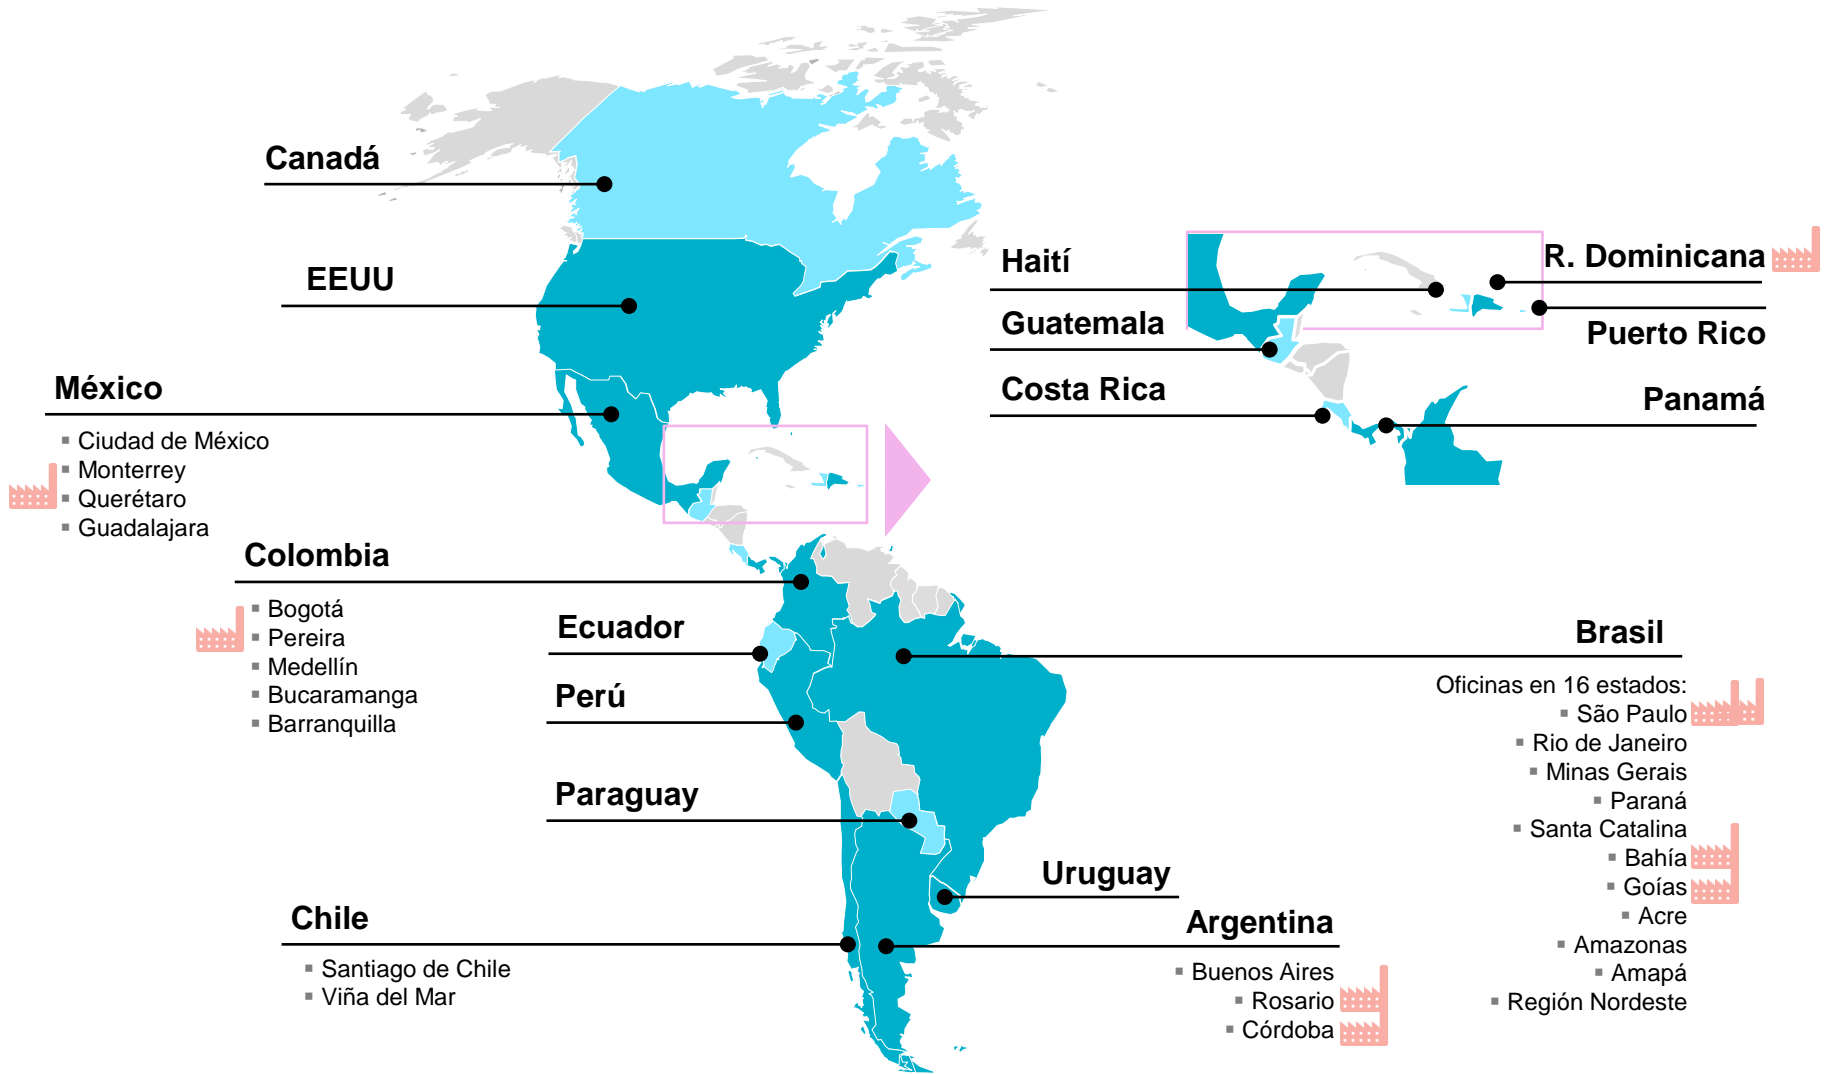 Canadá
EEUU
México
▪ Ciudad de México
▪ Monterrey
▪ Querétaro
▪ Guadalajara
Colombia
▪ Bogotá
▪ Pereira
▪ Medellín
▪ Bucaramanga
▪ Barranquilla
Ecuador
Perú
Paraguay
Chile
▪ Santiago de Chile
▪ Viña del Mar
Haití
Guatemala
Costa Rica
R. Dominicana
Puerto Rico
Panamá
Brasil
Oficinas en 16 estados:
▪ São Paulo
▪ Rio de Janeiro
▪ Minas Gerais
▪ Paraná
▪ Santa Catalina
▪ Bahía
▪ Goías
▪ Acre
▪ Amazonas
▪ Amapá
▪ Región Nordeste
Uruguay
Argentina
▪ Buenos Aires
▪ Rosario
▪ Córdoba